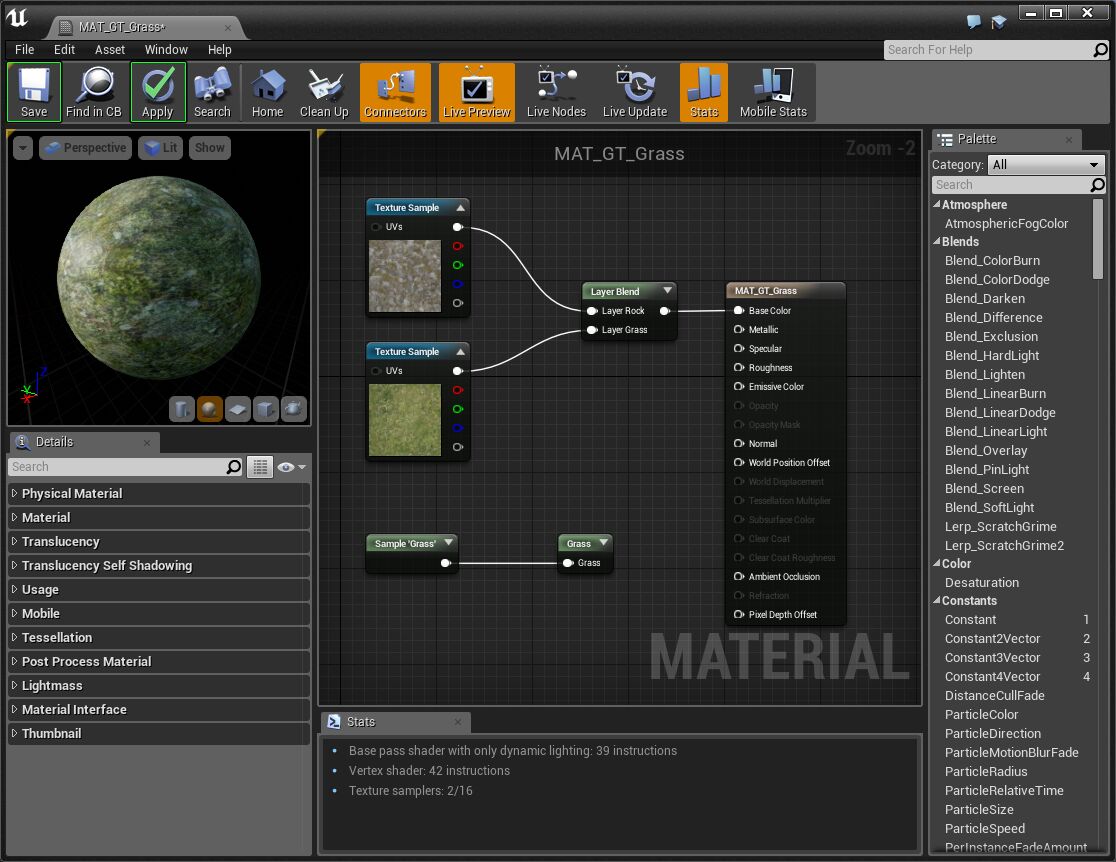 MAT_GT_Grass*
File Edit Asset Window Help
Search For Help
Save Find in CB Apply Search Home Clean Up Connectors Live Preview Live Nodes Live Update Stats Mobile Stats
Perspective Lit Show
Z
MAT_GT_Grass
Zoom -2
Texture Sample
UVs
Texture Sample
UVs
Layer Blend
Layer Rock
Layer Grass
MAT_GT_Grass
Base Color
Metallic
Specular
Roughness
Emissive Color
Opacity
Opacity Mask
Normal
World Position Offset
World Displacement
Tessellation Multiplier
Subsurface Color
Clear Coat
Clear Coat Roughness
Ambient Occlusion
Refraction
Pixel Depth Offset
Sample 'Grass'
Grass
Grass
MATERIAL
Details
Search
Physical Material
Material
Translucency
Translucency Self Shadowing
Usage
Mobile
Tessellation
Post Process Material
Lightmass
Material Interface
Thumbnail
Stats
Base pass shader with only dynamic lighting: 39 instructions
Vertex shader: 42 instructions
Texture samplers: 2/16
Palette
Category: All
Search
Atmosphere
AtmosphericFogColor
Blends
Blend_ColorBurn
Blend_ColorDodge
Blend_Darken
Blend_Difference
Blend_Exclusion
Blend_HardLight
Blend_Lighten
Blend_LinearBurn
Blend_LinearDodge
Blend_LinearLight
Blend_Overlay
Blend_PinLight
Blend_Screen
Blend_SoftLight
Lerp_ScratchGrime
Lerp_ScratchGrime2
Color
Desaturation
Constants
Constant 1
Constant2Vector 2
Constant3Vector 3
Constant4Vector 4
DistanceCullFade
ParticleColor
ParticleDirection
ParticleMotionBlurFade
ParticleRadius
ParticleRelativeTime
ParticleSize
ParticleSpeed
PerInstanceFadeAmount